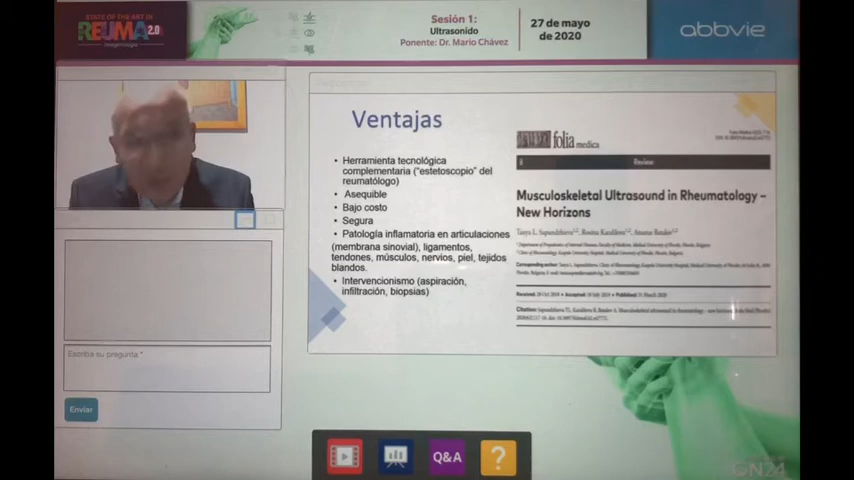 STATE OF THE ART IN
REUMA 2.0
Sesión 1:
Ultrasonido
Ponente: Dr. Mario Chávez
27 de mayo
de 2020
abbvie
Ventajas
• Herramienta tecnológica
complementaria ("estetoscopio" del
reumatólogo)
• Asequible
• Bajo costo
• Segura
• Patología inflamatoria en articulaciones
(membrana sinovial), ligamentos,
tendones, músculos, nervios, piel, tejidos
blandos.
• Intervencionismo (aspiración,
infiltración, biopsias)
folia medica
Review
Musculoskeletal Ultrasound in Rheumatology –
New Horizons
Escriba su pregunta *
Enviar
Q&A
?
ON24